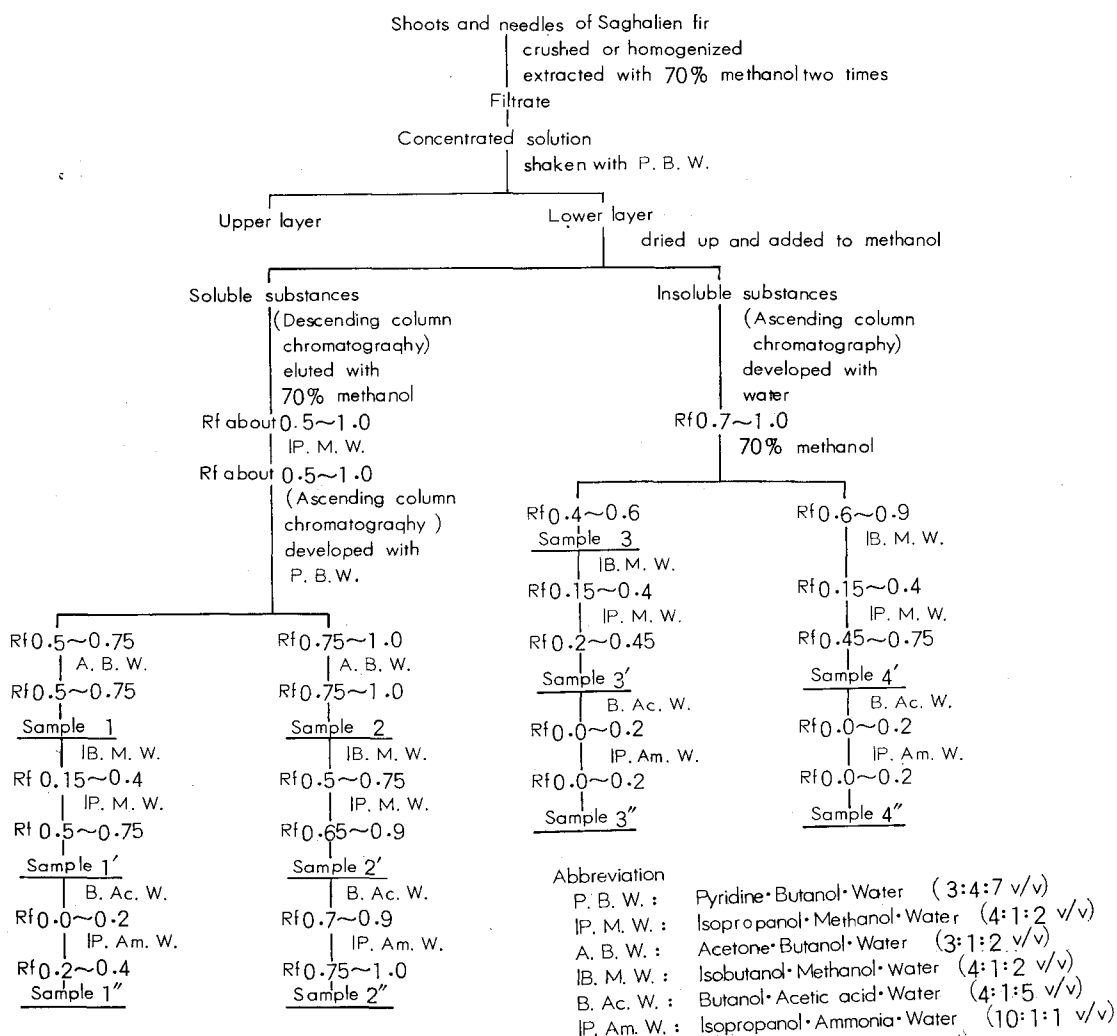 Shoots and needles of Saghalien fir
crushed or homogenized
extracted with 70% methanol two times
Filtrate
Concentrated solution
shaken with P. B. W.
Upper layer
Lower layer
dried up and added to methanol
Soluble substances
(Descending column
chromatograqhy)
eluted with
70% methanol
Rf about 0.5~1.0
IP. M. W.
Rf about 0.5~1.0
(Ascending column
chromatograqhy )
developed with
P. B. W.
Insoluble substances
(Ascending column
chromatography)
developed with
water
Rf 0.7~1.0
70% methanol
Rf 0.5~0.75
A. B. W.
Rf 0.5~0.75
Sample 1
IB. M. W.
Rf 0.15~0.4
IP. M. W.
Rf 0.5~0.75
Sample 1′
B. Ac. W.
Rf 0.0~0.2
IP. Am. W.
Rf 0.2~0.4
Sample 1″
Rf 0.75~1.0
A. B. W.
Rf 0.75~1.0
Sample 2
IB. M. W.
Rf 0.5~0.75
IP. M. W.
Rf 0.65~0.9
Sample 2′
B. Ac. W.
Rf 0.7~0.9
IP. Am. W.
Rf 0.75~1.0
Sample 2″
Rf 0.4~0.6
Sample 3
IB. M. W.
Rf 0.15~0.4
IP. M. W.
Rf 0.2~0.45
Sample 3′
B. Ac. W.
Rf 0.0~0.2
IP. Am. W.
Rf 0.0~0.2
Sample 3″
Rf 0.6~0.9
IB. M. W.
Rf 0.15~0.4
IP. M. W.
Rf 0.45~0.75
Sample 4′
B. Ac. W.
Rf 0.0~0.2
IP. Am. W.
Rf 0.0~0.2
Sample 4″
Abbreviation
P. B. W. : Pyridine·Butanol·Water (3:4:7 v/v)
IP. M. W. : Isopropanol·Methanol·Water (4:1:2 v/v)
A. B. W. : Acetone·Butanol·Water (3:1:2 v/v)
IB. M. W. : Isobutanol·Methanol·Water (4:1:2 v/v)
B. Ac. W. : Butanol·Acetic acid·Water (4:1:5 v/v)
IP. Am. W. : Isopropanol·Ammonia·Water (10:1:1 v/v)